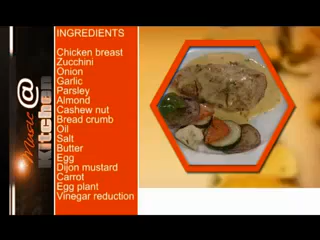 INGREDIENTS
Chicken breast
Zucchini
Onion
Garlic
Parsley
Almond
Cashew nut
Bread crumb
Oil
Salt
Butter
Egg
Dijon mustard
Carrot
Egg plant
Vinegar reduction
Music @ Kitchen